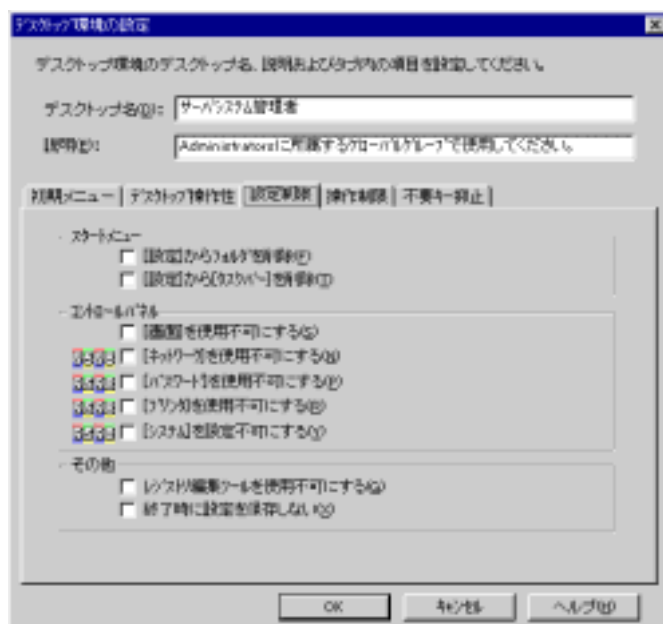 デスクトップ環境の設定
デスクトップ環境のデスクトップ名、説明およびタブ内の項目を設定してください。
デスクトップ名(D): サーバシステム管理者
説明(E): Administratorsに所属するグローバルグループで使用してください。
初期メニュー デスクトップ操作性 設定制限 操作制限 不要キー抑止
スタートメニュー
[設定]からフォルダを削除(F)
[設定]から[タスクバー]を削除(T)
コントロールパネル
[画面]を使用不可にする(S)
[ネットワーク]を使用不可にする(N)
[パスワード]を使用不可にする(P)
[プリンタ]を使用不可にする(R)
[システム]を設定不可にする(Y)
その他
レジストリ編集ツールを使用不可にする(G)
終了時に設定を保存しない(X)
OK キャンセル ヘルプ(H)